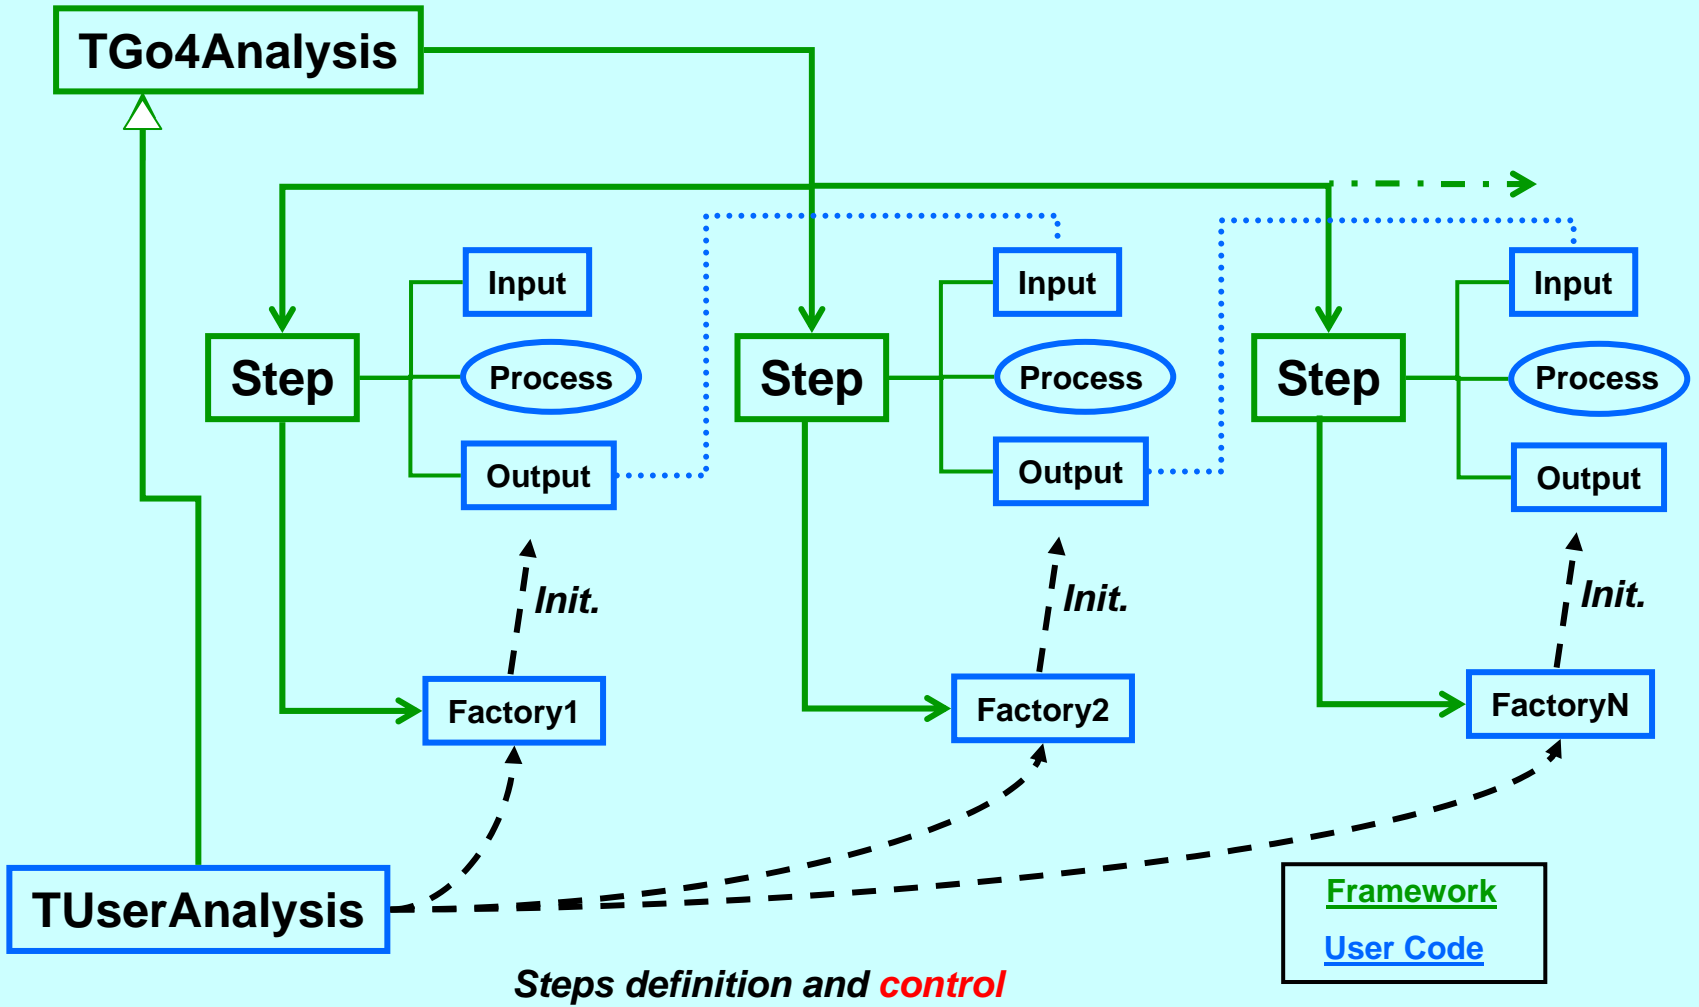 TGo4Analysis
Input
Input
Input
Step
Process
Step
Process
Step
Process
Output
Output
Output
Init.
Init.
Init.
Factory1
Factory2
FactoryN
TUserAnalysis
Framework
User Code
Steps definition and control